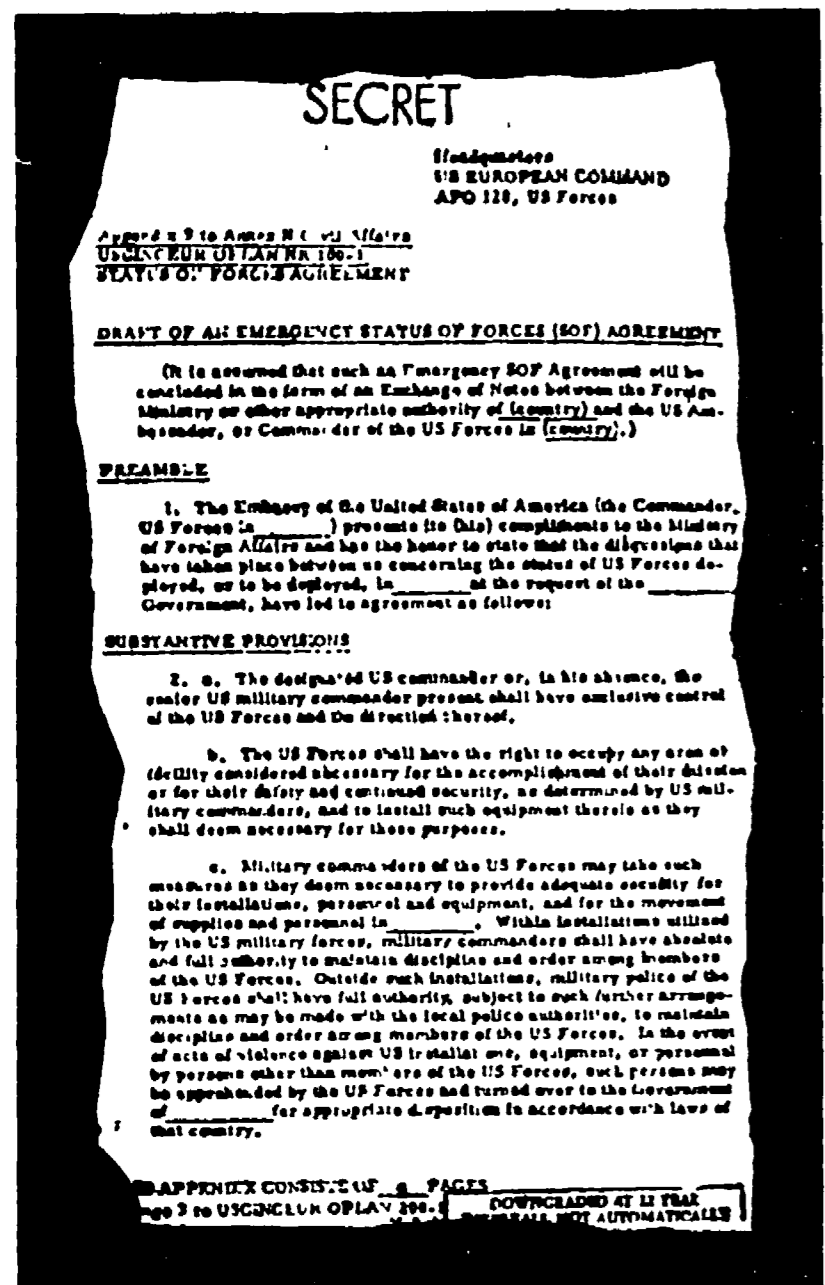 SECRET
Headquarters
US EUROPEAN COMMAND
APO 128, US Forces
Appendix 9 to Annex N Civil Affairs
USCINCEUR OPLAN NR 100-1
STATUS OF FORCES AGREEMENT
DRAFT OF AN EMERGENCY STATUS OF FORCES (SOF) AGREEMENT
(It is assumed that such an Emergency SOF Agreement will be
concluded in the form of an Exchange of Notes between the Foreign
Ministry or other appropriate authority of (country) and the US Am-
bassador, or Commander of the US Forces in (country).)
PREAMBLE
1. The Embassy of the United States of America (the Commander,
US Forces in ________) presents its (his) compliments to the Ministry
of Foreign Affairs and has the honor to state that the discussions that
have taken place between us concerning the status of US Forces de-
ployed, or to be deployed, in ________ at the request of the ________
Government, have led to agreement as follows:
SUBSTANTIVE PROVISIONS
2. a. The designated US commander or, in his absence, the
senior US military commander present shall have exclusive control
of the US Forces and the direction thereof.
b. The US Forces shall have the right to occupy any area or
facility considered necessary for the accomplishment of their mission
or for their safety and continued security, as determined by US mil-
itary commanders, and to install such equipment therein as they
shall deem necessary for these purposes.
c. Military commanders of the US Forces may take such
measures as they deem necessary to provide adequate security for
their installations, personnel and equipment, and for the movement
of supplies and personnel in ________. Within installations utilized
by the US military forces, military commanders shall have absolute
and full authority to maintain discipline and order among members
of the US Forces. Outside such installations, military police of the
US Forces shall have full authority, subject to such further arrange-
ments as may be made with the local police authorities, to maintain
discipline and order among members of the US Forces. In the event
of acts of violence against US installations, equipment, or personnel
by persons other than members of the US Forces, such persons may
be apprehended by the US Forces and turned over to the Government
of ________ for appropriate disposition in accordance with laws of
that country.
APPENDIX CONSISTS OF PAGES
3 to USCINCEUR OPLAN
DOWNGRADED AT 12 YEAR
NOT AUTOMATICALLY